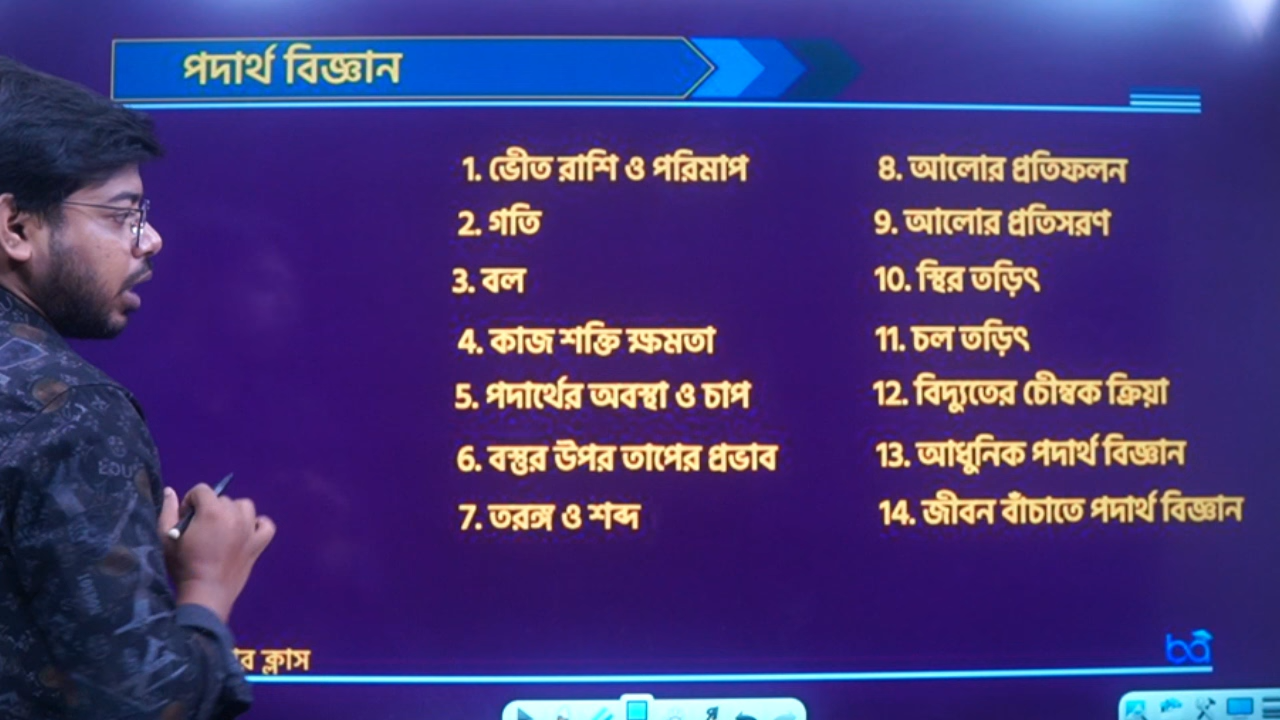 পদার্থ বিজ্ঞান
1. ভৌত রাশি ও পরিমাপ
2. গতি
3. বল
4. কাজ শক্তি ক্ষমতা
5. পদার্থের অবস্থা ও চাপ
6. বস্তুর উপর তাপের প্রভাব
7. তরঙ্গ ও শব্দ
8. আলোর প্রতিফলন
9. আলোর প্রতিসরণ
10. স্থির তড়িৎ
11. চল তড়িৎ
12. বিদ্যুতের চৌম্বক ক্রিয়া
13. আধুনিক পদার্থ বিজ্ঞান
14. জীবন বাঁচাতে পদার্থ বিজ্ঞান
ক্লাস
ba